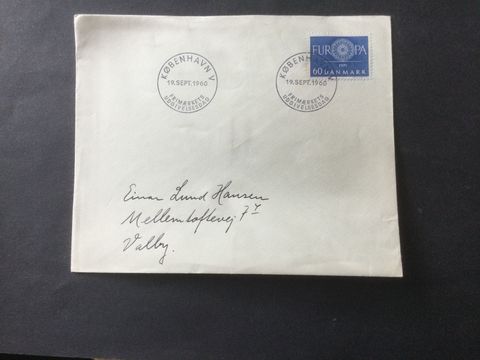 KØBENHAVN V
19.SEPT.1960
FRIMÆRKETS
UDGIVELSESDAG
KØBENHAVN
19.SEPT.1960
FRIMÆRKETS
UDGIVELSESDAG
EUROPA
60 DANMARK
Einar Lund Hansen
Mellemtoftevej 7
Valby.